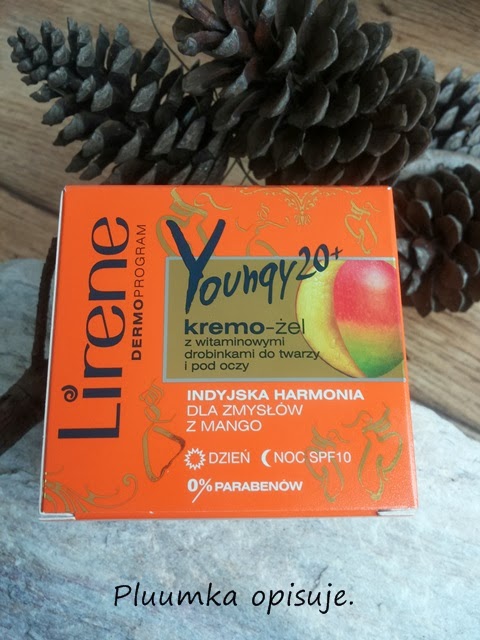 Lirene
DERMOPROGRAM
Youngy 20+
kremo-żel
z witaminowymi
drobinkami do twarzy
i pod oczy
INDYJSKA HARMONIA
DLA ZMYSŁÓW
Z MANGO
DZIEŃ NOC SPF10
0% PARABENÓW
Pluumka opisuje.